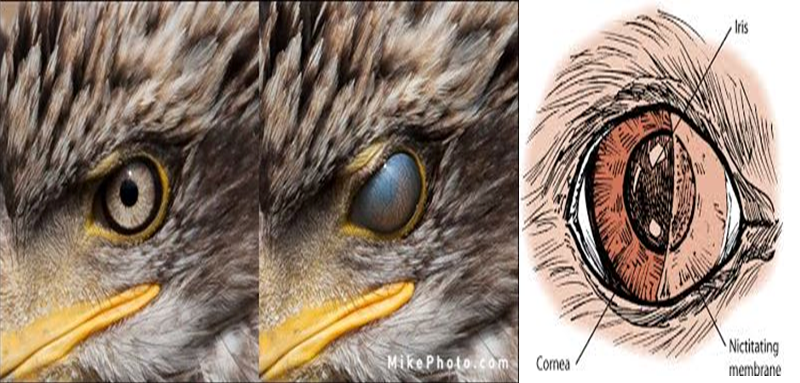 Iris
MikePhoto.com
Cornea
Nictitating
membrane